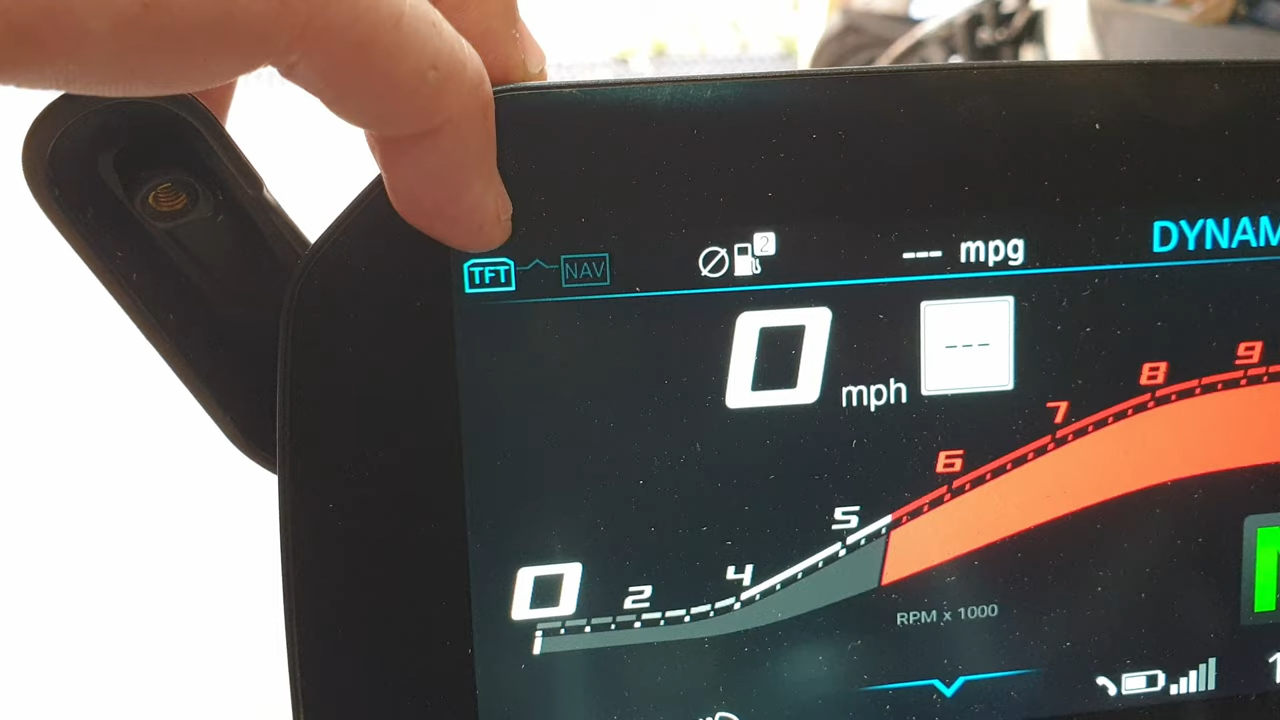 TFT NAV 2 --- mpg DYNAM
0 mph ---
0 2 4 5 6 7 8 9
RPM x 1000